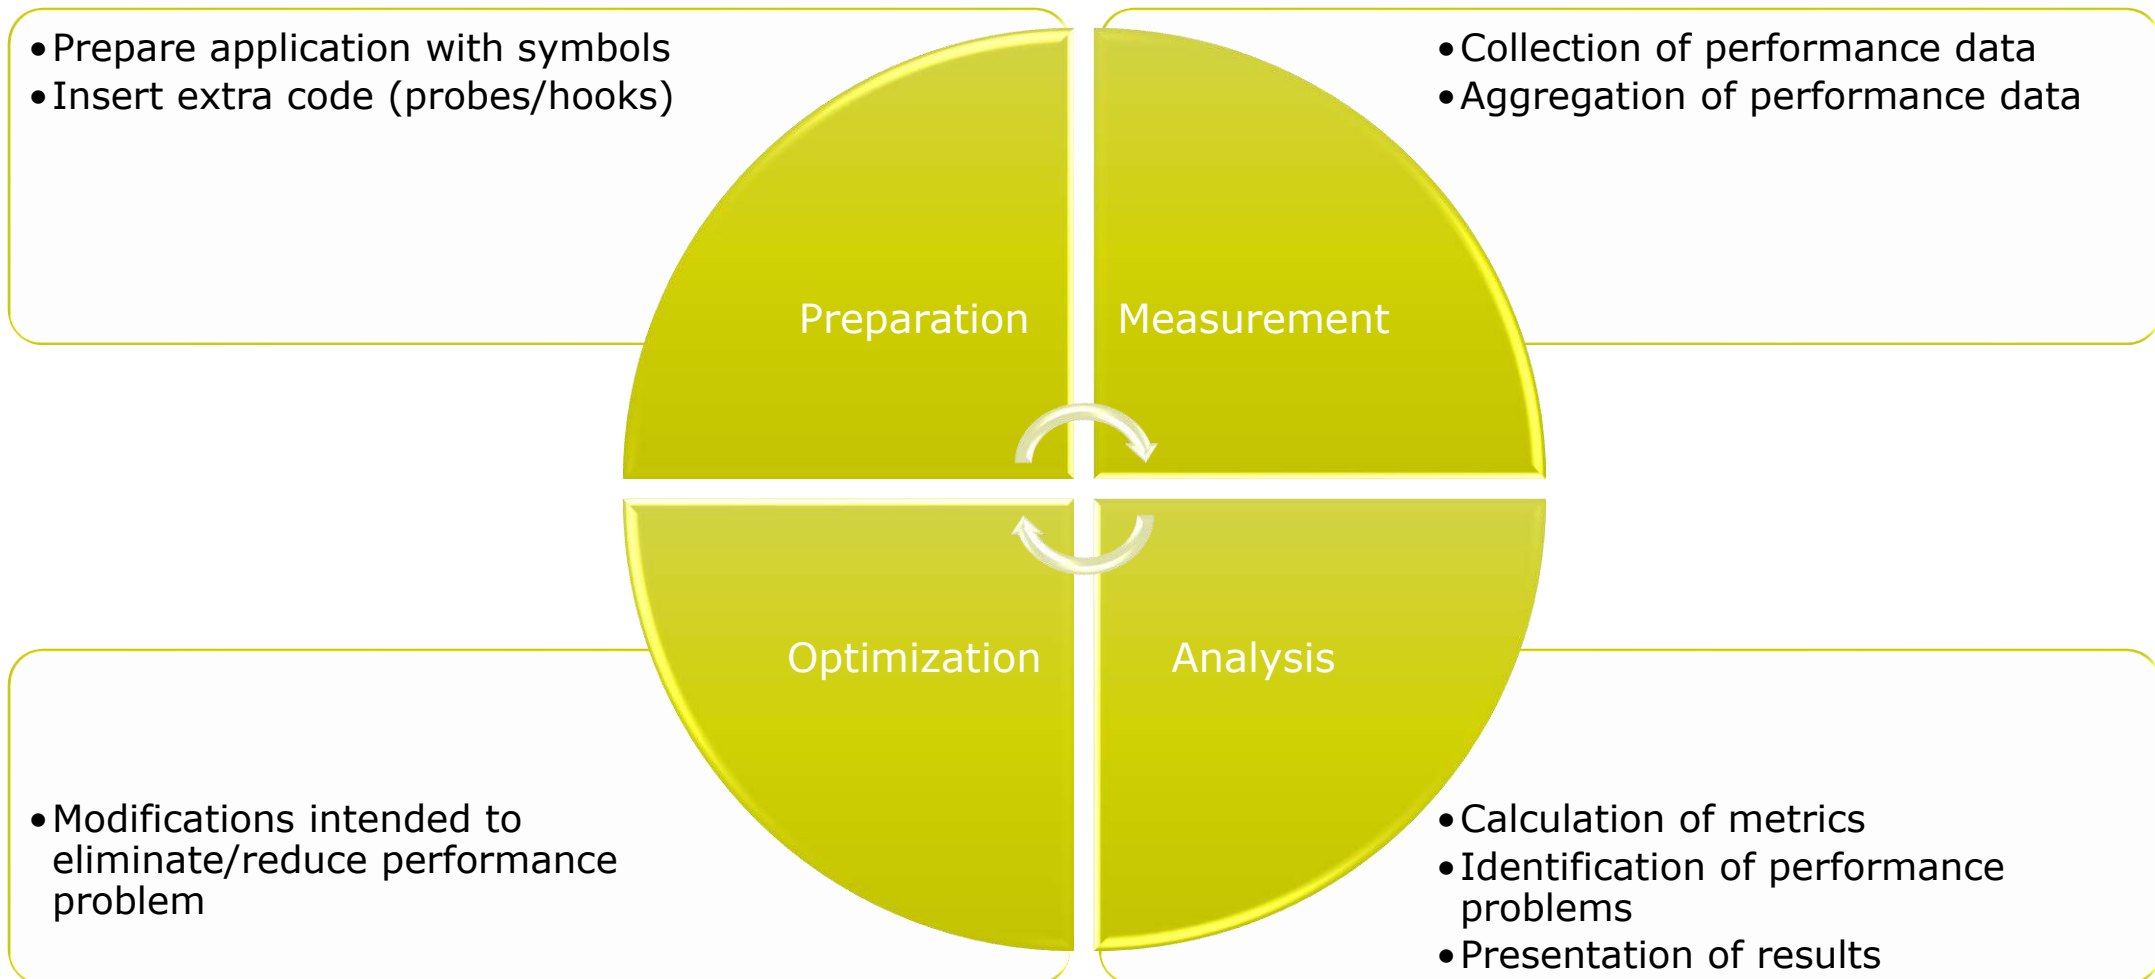 •Prepare application with symbols
•Insert extra code (probes/hooks)
•Collection of performance data
•Aggregation of performance data
Preparation
Measurement
Optimization
Analysis
•Modifications intended to
eliminate/reduce performance
problem
•Calculation of metrics
•Identification of performance
problems
•Presentation of results